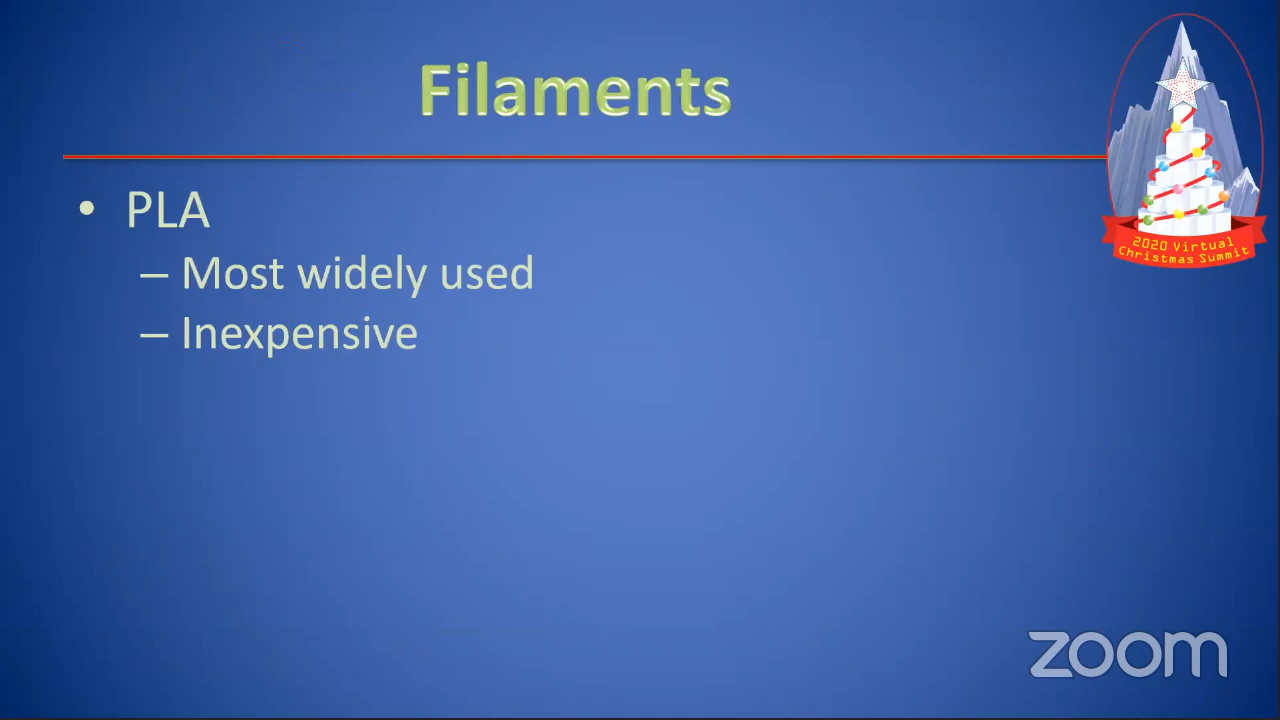 Filaments
• PLA
– Most widely used
– Inexpensive
2020 Virtual
Christmas Summit
zoom